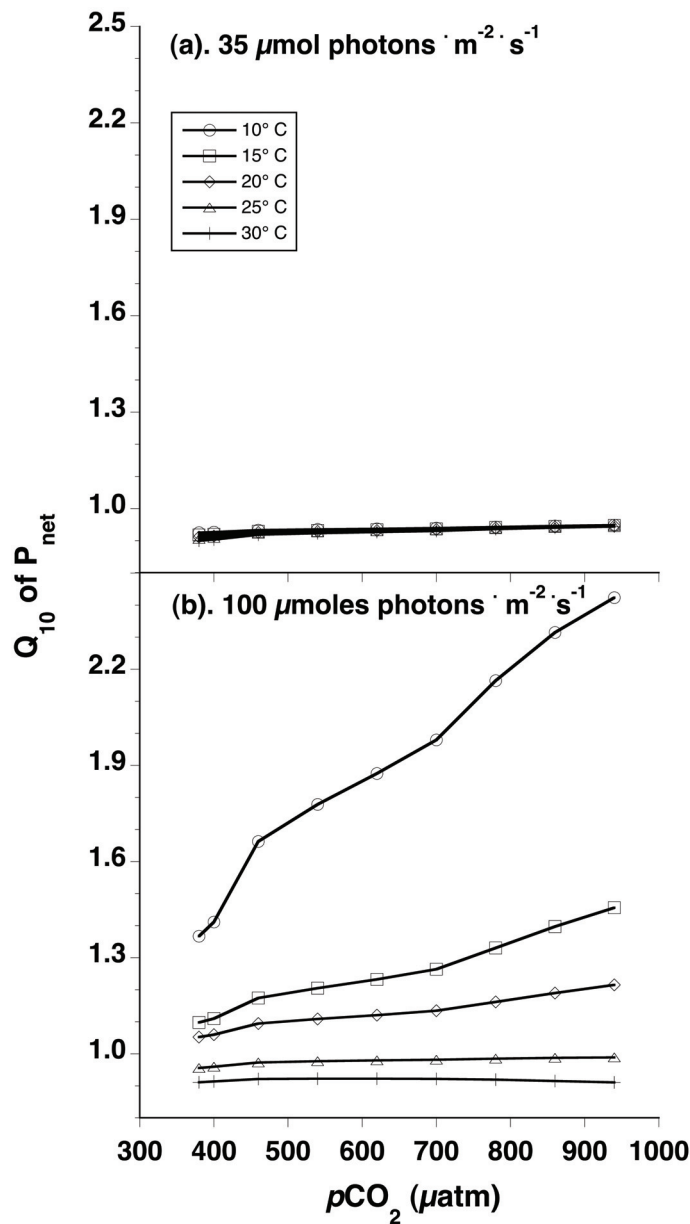 (a). 35 µmol photons · m⁻² · s⁻¹
2.5
2.2
1.9
1.6
1.3
1.0
10° C
15° C
20° C
25° C
30° C
Q₁₀ of Pₙₑₜ
(b). 100 µmoles photons · m⁻² · s⁻¹
2.2
1.9
1.6
1.3
1.0
300 400 500 600 700 800 900 1000
pCO₂ (µatm)